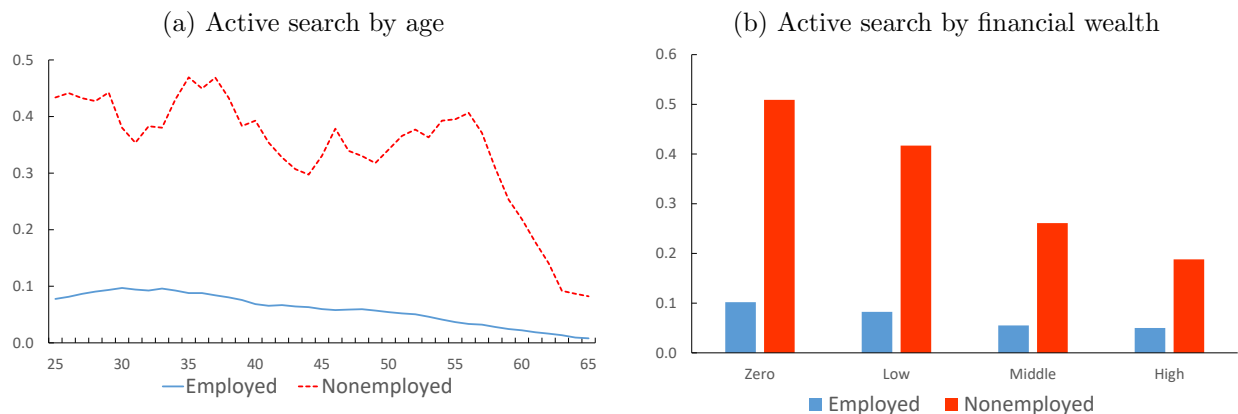 (a) Active search by age
0.5
0.4
0.3
0.2
0.1
0.0
25 30 35 40 45 50 55 60 65
Employed Nonemployed
(b) Active search by financial wealth
0.6
0.5
0.4
0.3
0.2
0.1
0.0
Zero Low Middle High
Employed Nonemployed